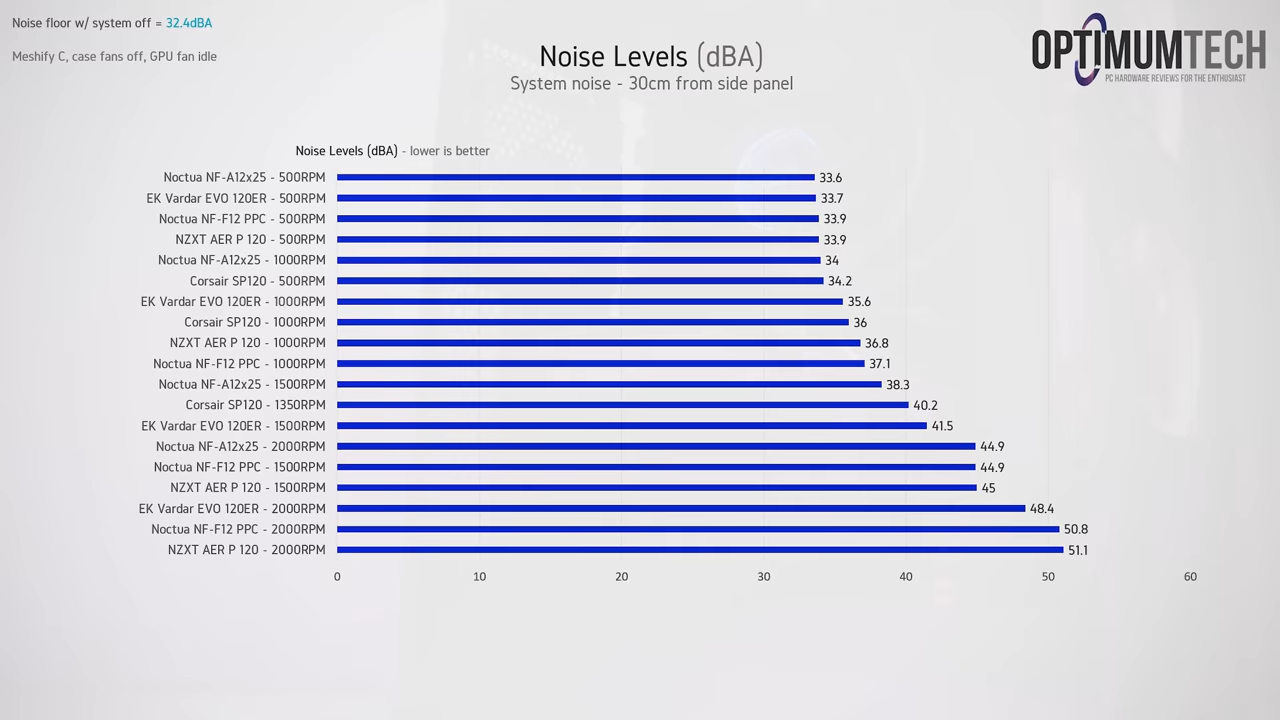 Noise floor w/ system off = 32.4dBA
Meshify C, case fans off, GPU fan idle
OPTIMUMTECH
PC HARDWARE REVIEWS FOR THE ENTHUSIAST
Noise Levels (dBA)
System noise - 30cm from side panel
Noise Levels (dBA) - lower is better
Noctua NF-A12x25 - 500RPM 33.6
EK Vardar EVO 120ER - 500RPM 33.7
Noctua NF-F12 PPC - 500RPM 33.9
NZXT AER P 120 - 500RPM 33.9
Noctua NF-A12x25 - 1000RPM 34
Corsair SP120 - 500RPM 34.2
EK Vardar EVO 120ER - 1000RPM 35.6
Corsair SP120 - 1000RPM 36
NZXT AER P 120 - 1000RPM 36.8
Noctua NF-F12 PPC - 1000RPM 37.1
Noctua NF-A12x25 - 1500RPM 38.3
Corsair SP120 - 1350RPM 40.2
EK Vardar EVO 120ER - 1500RPM 41.5
Noctua NF-A12x25 - 2000RPM 44.9
Noctua NF-F12 PPC - 1500RPM 44.9
NZXT AER P 120 - 1500RPM 45
EK Vardar EVO 120ER - 2000RPM 48.4
Noctua NF-F12 PPC - 2000RPM 50.8
NZXT AER P 120 - 2000RPM 51.1
0 10 20 30 40 50 60